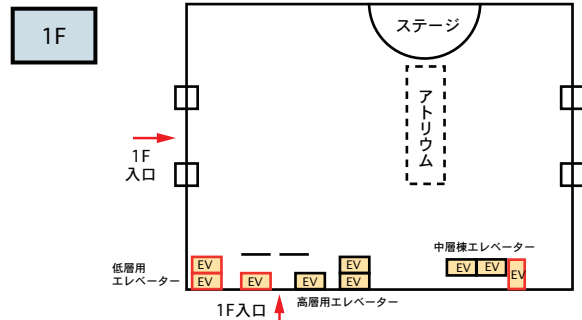 1F
ステージ
アトリウム
1F
入口
低層用
エレベーター
EV
EV
EV
EV
EV
EV
中層棟エレベーター
EV
EV
EV
1F入口
高層用エレベーター